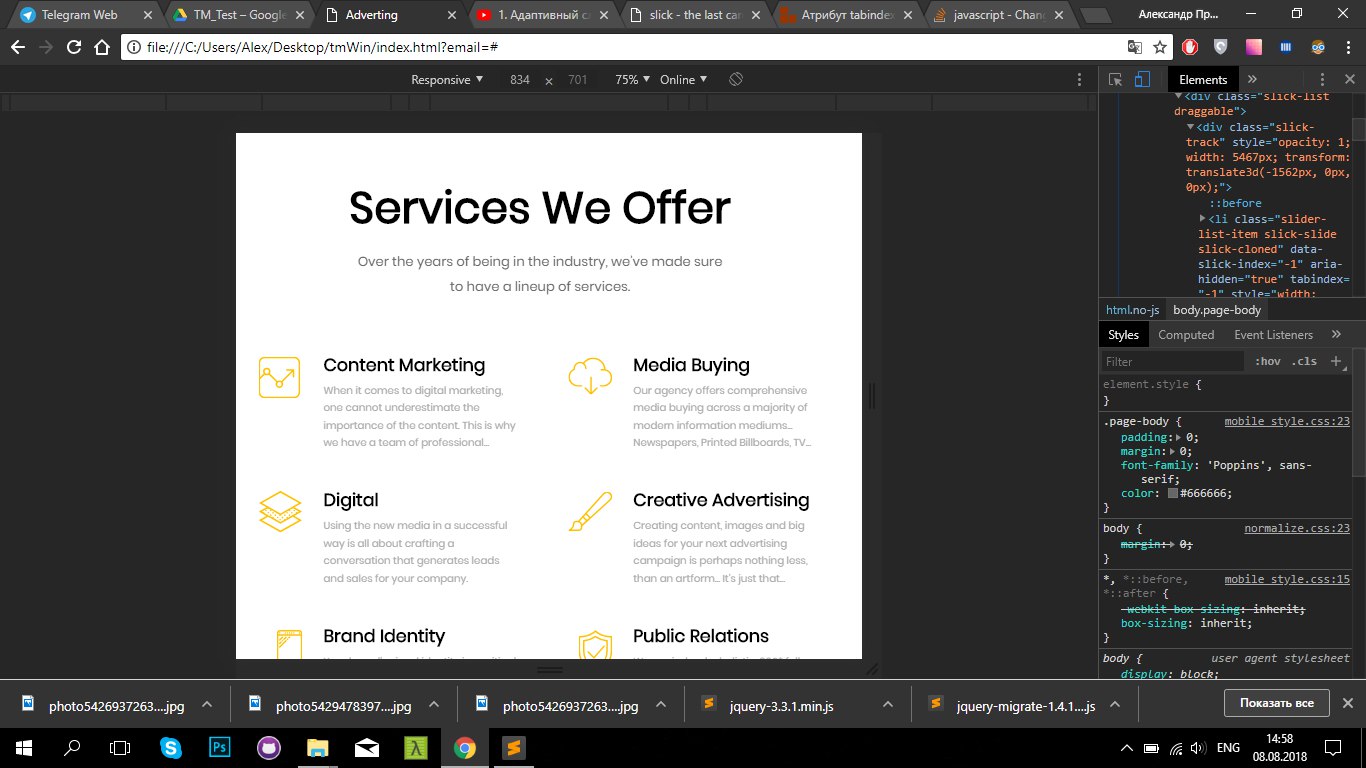 Telegram Web
TM_Test – Google
Adverting
1. Адаптивный сл
slick - the last car
Атрибут tabindex
javascript - Chang
Александр Пр...
file:///C:/Users/Alex/Desktop/tmWin/index.html?email=#
Responsive ▼ 834 × 701 75% ▼ Online ▼
Elements »
<div class="slick-list
draggable">
<div class="slick-
track" style="opacity: 1;
width: 5467px; transform:
translate3d(-1562px, 0px,
0px);">
::before
<li class="slider-
list-item slick-slide
slick-cloned" data-
slick-index="-1" aria-
hidden="true" tabindex=
"-1" style="width:
html.no-js body.page-body
Styles Computed Event Listeners »
Filter :hov .cls +
element.style {
}
.page-body { mobile style.css:23
padding: 0;
margin: 0;
font-family: 'Poppins', sans-
serif;
color: #666666;
}
body { normalize.css:23
margin: 0;
}
*, *::before, mobile style.css:15
*::after {
-webkit-box-sizing: inherit;
box-sizing: inherit;
}
body { user agent stylesheet
display: block;
Services We Offer
Over the years of being in the industry, we've made sure
to have a lineup of services.
Content Marketing
When it comes to digital marketing,
one cannot underestimate the
importance of the content. This is why
we have a team of professional...
Media Buying
Our agency offers comprehensive
media buying across a majority of
modern information mediums...
Newspapers, Printed Billboards, TV...
Digital
Using the new media in a successful
way is all about crafting a
conversation that generates leads
and sales for your company.
Creative Advertising
Creating content, images and big
ideas for your next advertising
campaign is perhaps nothing less,
than an artform... It's just that...
Brand Identity
Public Relations
photo5426937263....jpg
photo5429478397....jpg
photo5426937263....jpg
jquery-3.3.1.min.js
jquery-migrate-1.4.1....js
Показать все
Ps
ENG
14:58
08.08.2018